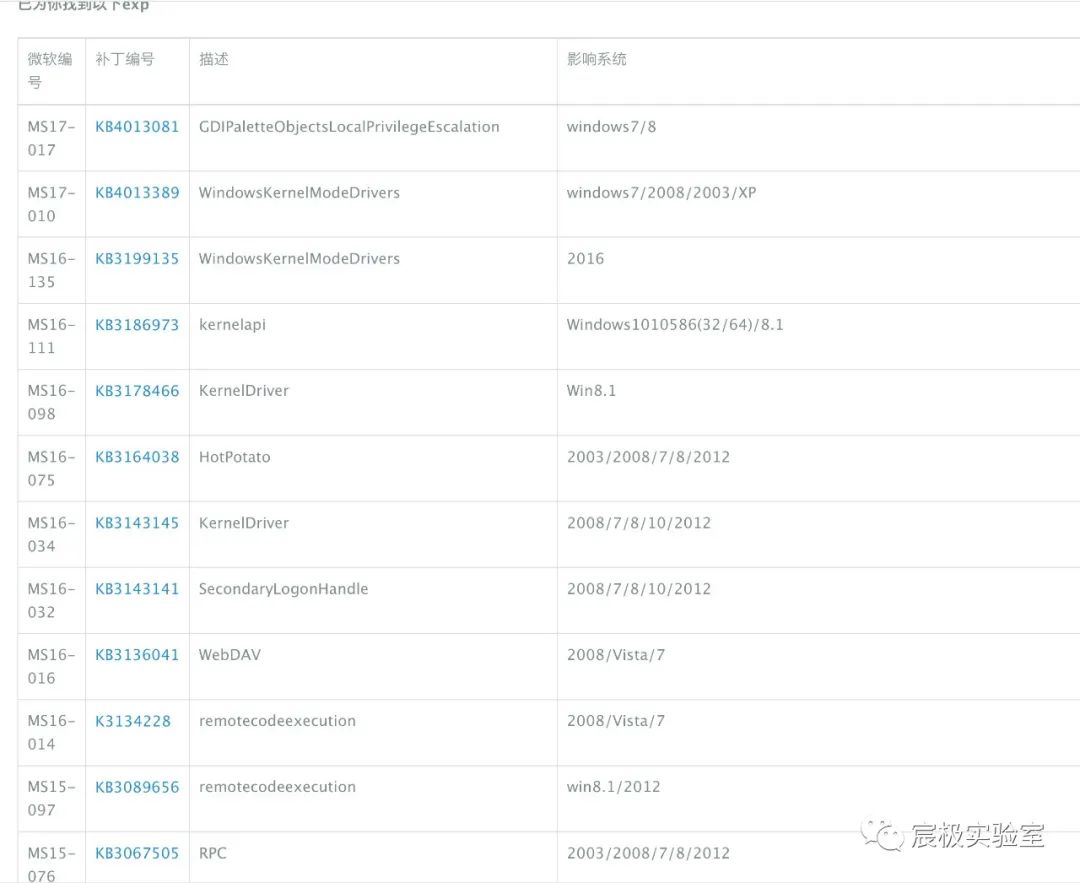 已为你找到以下exp
微软编
号
补丁编号
描述
影响系统
MS17-
017
KB4013081
GDIPaletteObjectsLocalPrivilegeEscalation
windows7/8
MS17-
010
KB4013389
WindowsKernelModeDrivers
windows7/2008/2003/XP
MS16-
135
KB3199135
WindowsKernelModeDrivers
2016
MS16-
111
KB3186973
kernelapi
Windows1010586(32/64)/8.1
MS16-
098
KB3178466
KernelDriver
Win8.1
MS16-
075
KB3164038
HotPotato
2003/2008/7/8/2012
MS16-
034
KB3143145
KernelDriver
2008/7/8/10/2012
MS16-
032
KB3143141
SecondaryLogonHandle
2008/7/8/10/2012
MS16-
016
KB3136041
WebDAV
2008/Vista/7
MS16-
014
K3134228
remotecodeexecution
2008/Vista/7
MS15-
097
KB3089656
remotecodeexecution
win8.1/2012
MS15-
076
KB3067505
RPC
2003/2008/7/8/2012
宸极实验室